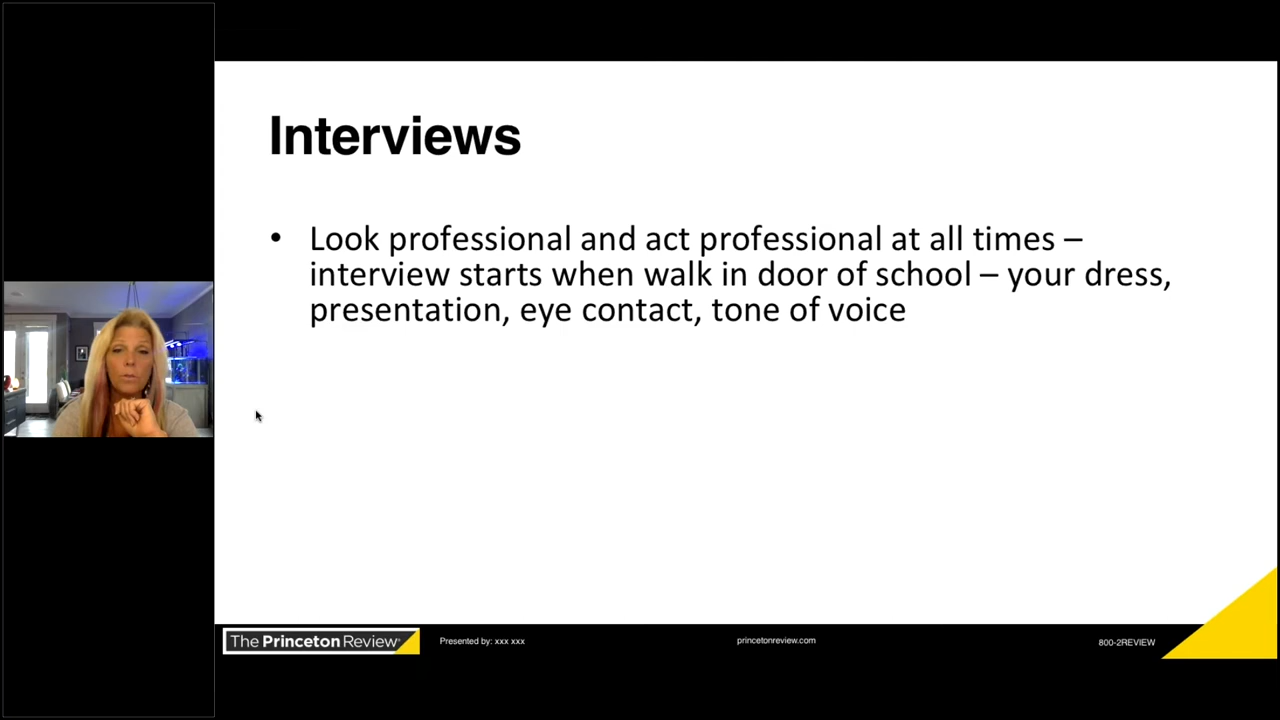 Interviews
• Look professional and act professional at all times –
interview starts when walk in door of school – your dress,
presentation, eye contact, tone of voice
The Princeton Review®
Presented by: xxx xxx
princetonreview.com
800-2REVIEW